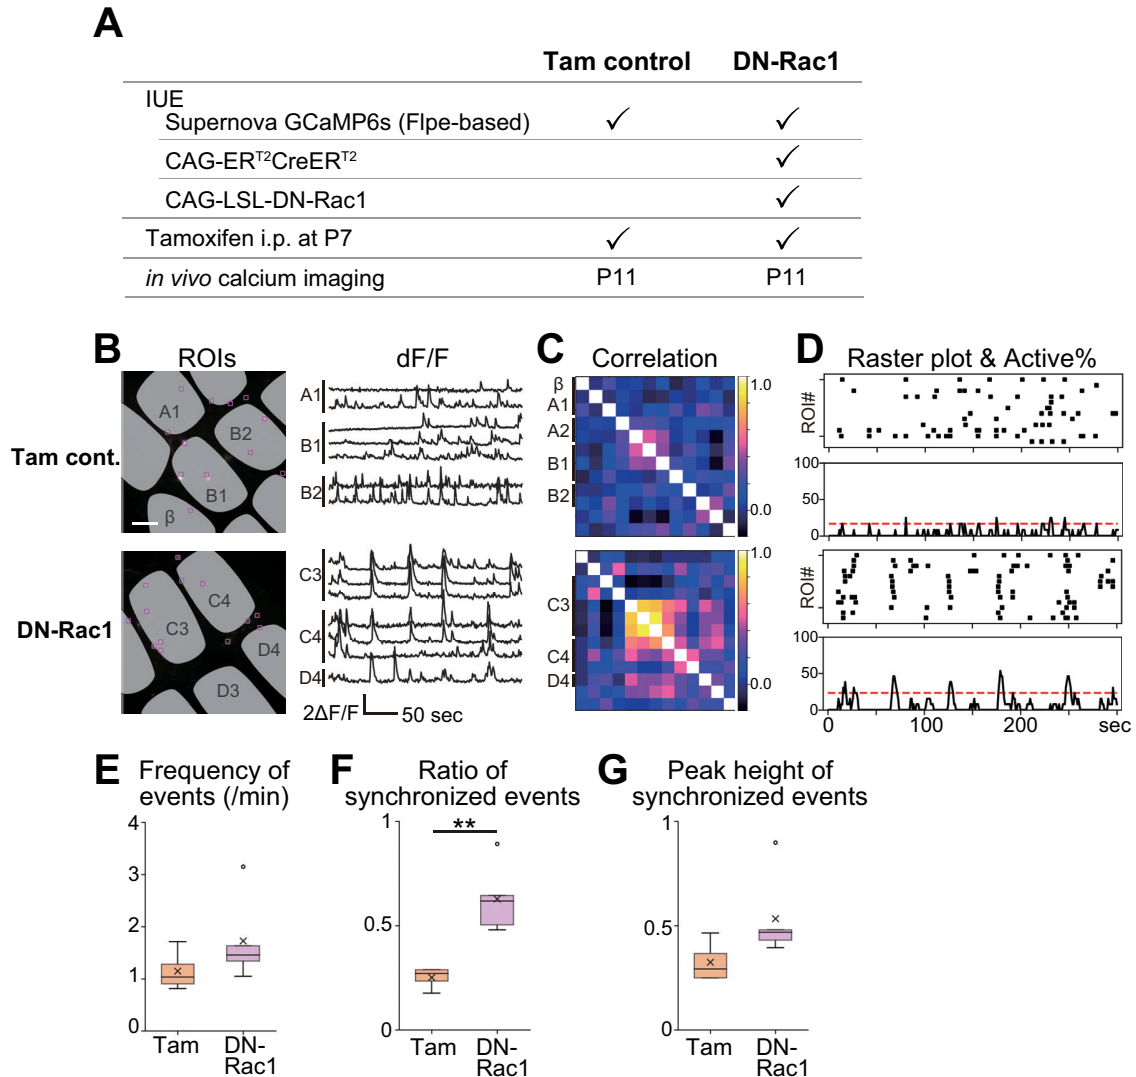 A
Tam control DN-Rac1
IUE
Supernova GCaMP6s (Flpe-based) ✓ ✓
CAG-ERT2CreERT2 ✓
CAG-LSL-DN-Rac1 ✓
Tamoxifen i.p. at P7 ✓ ✓
in vivo calcium imaging P11 P11
B
ROIs
dF/F
Tam cont.
A1
B2
B1
β
A1
B1
B2
DN-Rac1
C4
C3
D4
D3
C3
C4
D4
2ΔF/F
50 sec
C
Correlation
β
A1
A2
B1
B2
1.0
0.0
C3
C4
D4
1.0
0.0
D
Raster plot & Active%
ROI#
100
50
0
ROI#
100
50
0
0 100 200 sec
E
Frequency of
events (/min)
4
3
2
1
0
Tam DN-
Rac1
F
Ratio of
synchronized events
1
0.5
0
**
Tam DN-
Rac1
G
Peak height of
synchronized events
1
0.5
0
Tam DN-
Rac1